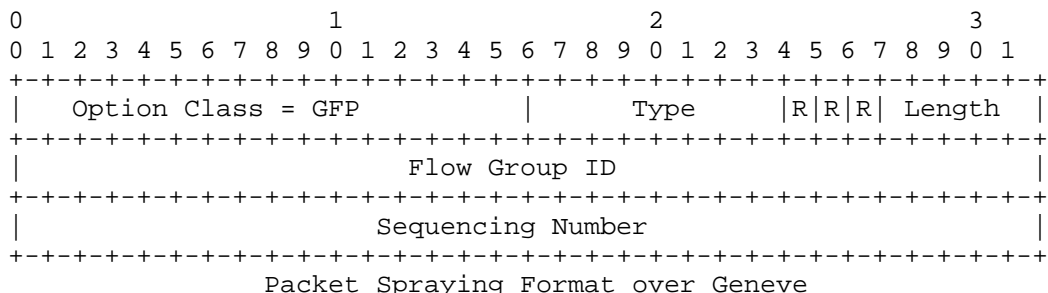 0                   1                   2                   3
0 1 2 3 4 5 6 7 8 9 0 1 2 3 4 5 6 7 8 9 0 1 2 3 4 5 6 7 8 9 0 1
+-+-+-+-+-+-+-+-+-+-+-+-+-+-+-+-+-+-+-+-+-+-+-+-+-+-+-+-+-+-+-+-+
|   Option Class = GFP          |      Type     |R|R|R| Length  |
+-+-+-+-+-+-+-+-+-+-+-+-+-+-+-+-+-+-+-+-+-+-+-+-+-+-+-+-+-+-+-+-+
|                        Flow Group ID                          |
+-+-+-+-+-+-+-+-+-+-+-+-+-+-+-+-+-+-+-+-+-+-+-+-+-+-+-+-+-+-+-+-+
|                      Sequencing Number                        |
+-+-+-+-+-+-+-+-+-+-+-+-+-+-+-+-+-+-+-+-+-+-+-+-+-+-+-+-+-+-+-+-+
Packet Spraying Format over Geneve